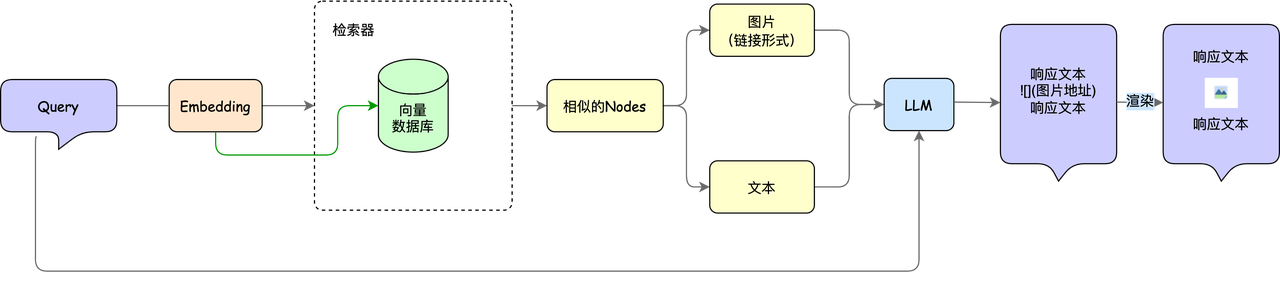 Query
Embedding
检索器
向量
数据库
相似的Nodes
图片
(链接形式)
文本
LLM
响应文本
![](图片地址)
响应文本
渲染
响应文本
响应文本